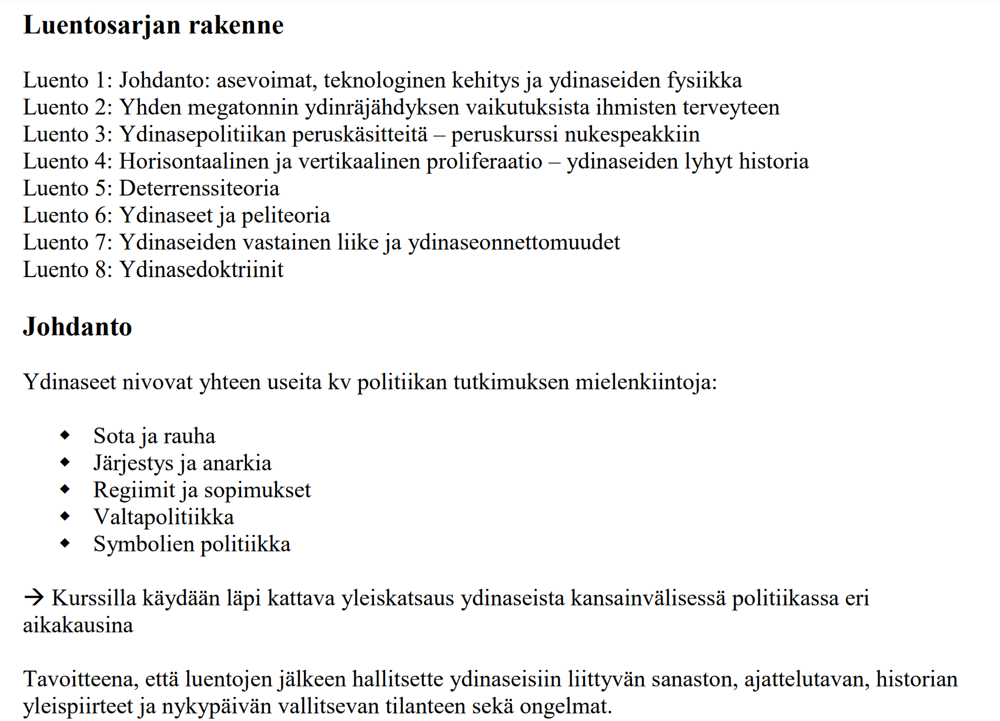 Luentosarjan rakenne
Luento 1: Johdanto: asevoimat, teknologinen kehitys ja ydinaseiden fysiikka
Luento 2: Yhden megatonnin ydinräjähdyksen vaikutuksista ihmisten terveyteen
Luento 3: Ydinasepolitiikan peruskäsitteitä – peruskurssi nukespeakkiin
Luento 4: Horisontaalinen ja vertikaalinen proliferaatio – ydinaseiden lyhyt historia
Luento 5: Deterrenssiteoria
Luento 6: Ydinaseet ja peliteoria
Luento 7: Ydinaseiden vastainen liike ja ydinaseonnettomuudet
Luento 8: Ydinasedoktriinit
Johdanto
Ydinaseet nivovat yhteen useita kv politiikan tutkimuksen mielenkiintoja:
◆ Sota ja rauha
◆ Järjestys ja anarkia
◆ Regiimit ja sopimukset
◆ Valtapolitiikka
◆ Symbolien politiikka
→ Kurssilla käydään läpi kattava yleiskatsaus ydinaseista kansainvälisessä politiikassa eri
aikakausina
Tavoitteena, että luentojen jälkeen hallitsette ydinaseisiin liittyvän sanaston, ajattelutavan, historian
yleispiirteet ja nykypäivän vallitsevan tilanteen sekä ongelmat.